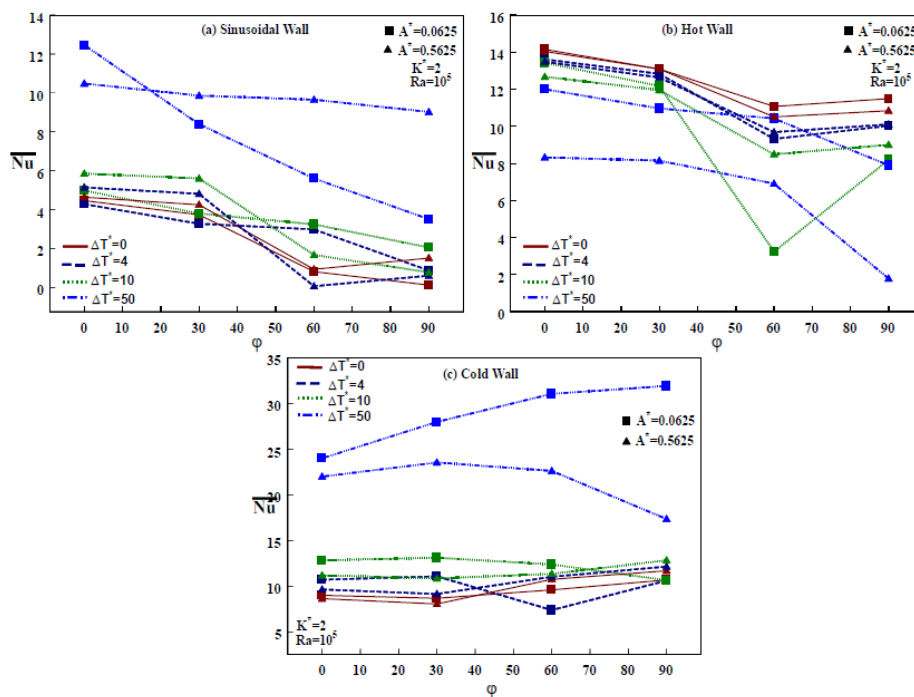 (a) Sinusoidal Wall
A*=0.0625
A*=0.5625
K*=2
Ra=10⁵
14
12
10
8
6
4
2
0
Nu
ΔT*=0
ΔT*=4
ΔT*=10
ΔT*=50
0 10 20 30 40 50 60 70 80 90
φ
(b) Hot Wall
A*=0.0625
A*=0.5625
K*=2
Ra=10⁵
16
14
12
10
8
6
4
2
0
Nu
ΔT*=0
ΔT*=4
ΔT*=10
ΔT*=50
0 10 20 30 40 50 60 70 80 90
φ
(c) Cold Wall
ΔT*=0
ΔT*=4
ΔT*=10
ΔT*=50
A*=0.0625
A*=0.5625
35
30
25
20
15
10
5
Nu
K*=2
Ra=10⁵
0 10 20 30 40 50 60 70 80 90
φ